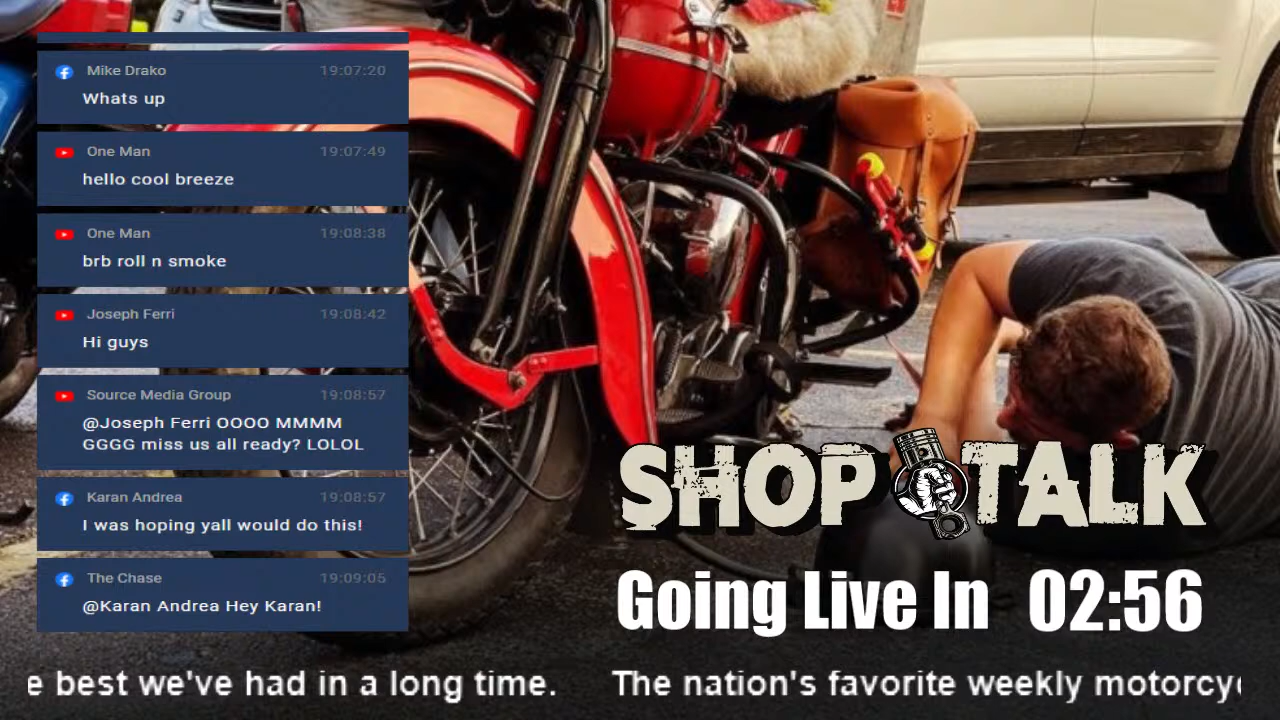 Mike Drako 19:07:20
Whats up
One Man 19:07:49
hello cool breeze
One Man 19:08:38
brb roll n smoke
Joseph Ferri 19:08:42
Hi guys
Source Media Group 19:08:57
@Joseph Ferri OOOO MMMM
GGGG miss us all ready? LOLOL
Karan Andrea 19:08:57
I was hoping yall would do this!
The Chase 19:09:05
@Karan Andrea Hey Karan!
SHOP TALK
Going Live In 02:56
e best we've had in a long time. The nation's favorite weekly motorcyc